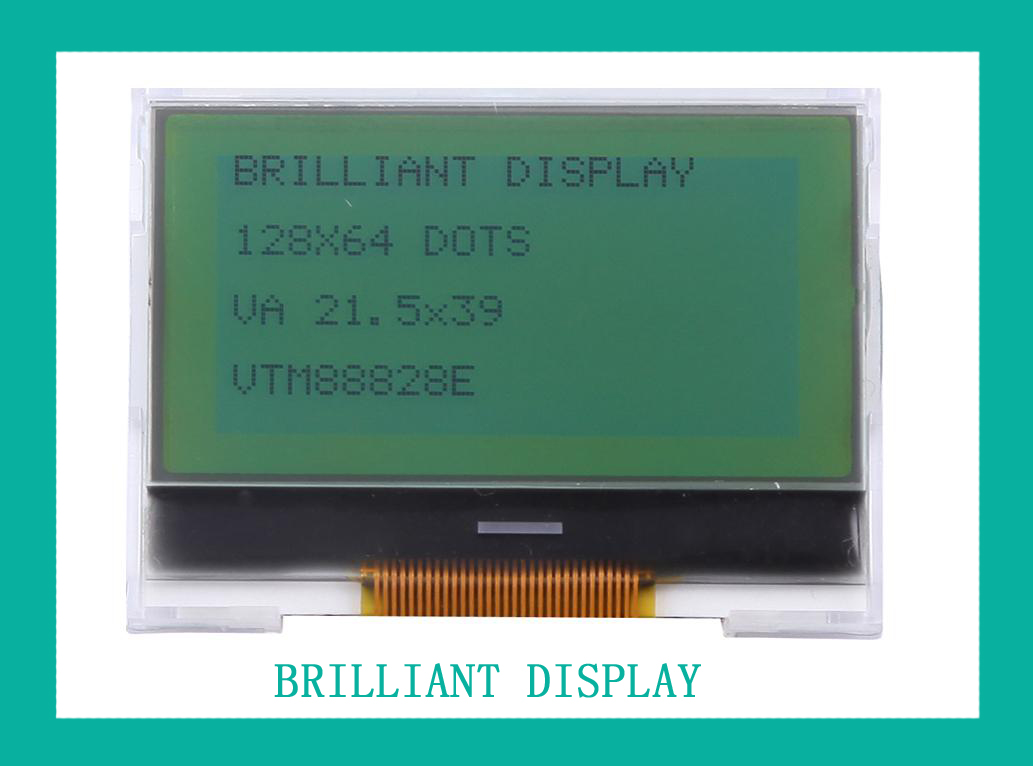 BRILLIANT DISPLAY
128X64 DOTS
VA 21.5x39
VTM88828E
BRILLIANT DISPLAY